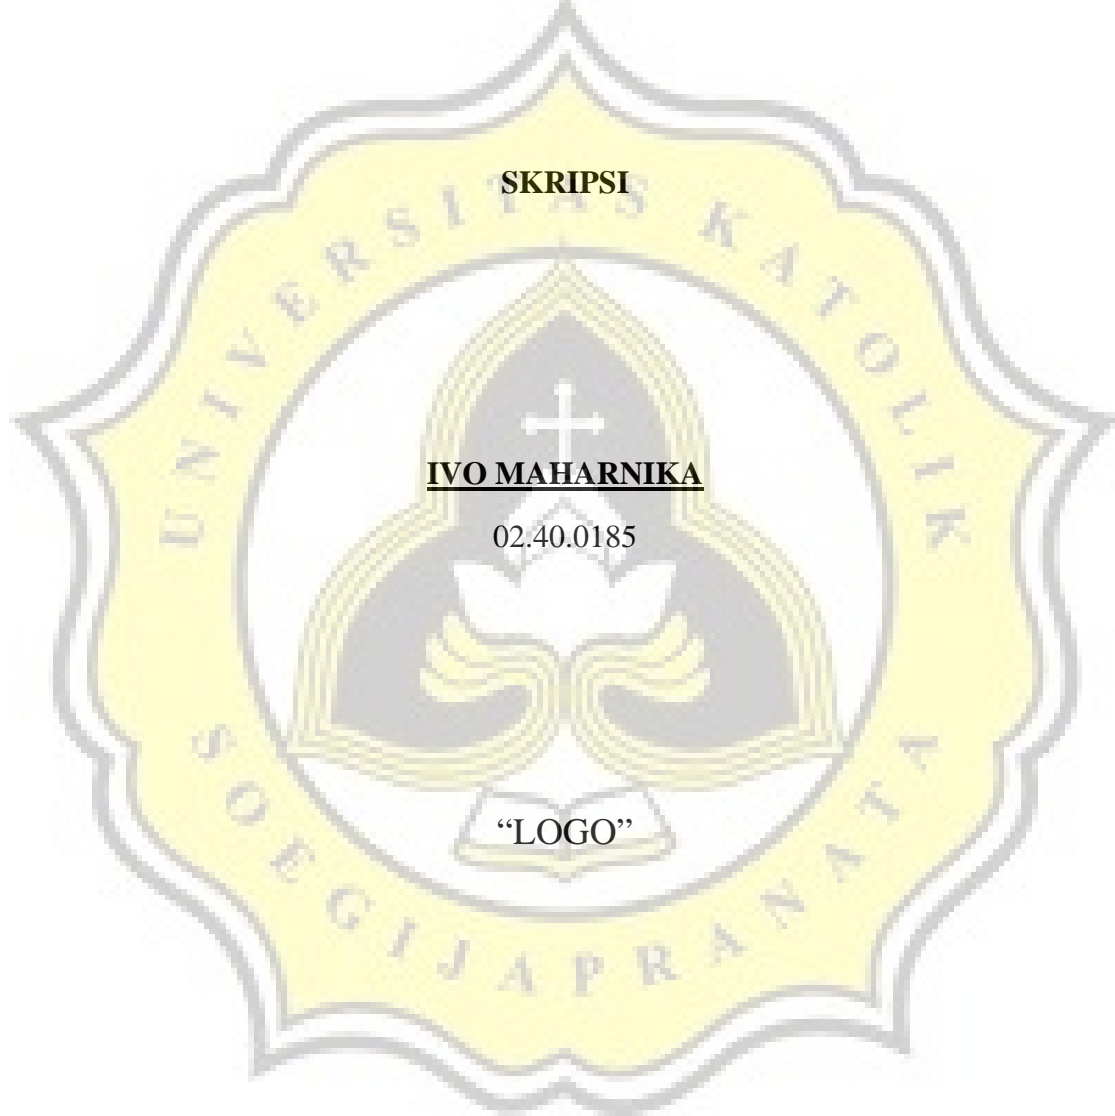 SKRIPSI
UNIVERSITAS KATOLIK
IVO MAHARNIKA
02.40.0185
“LOGO”
SOEGIJAPRANATA